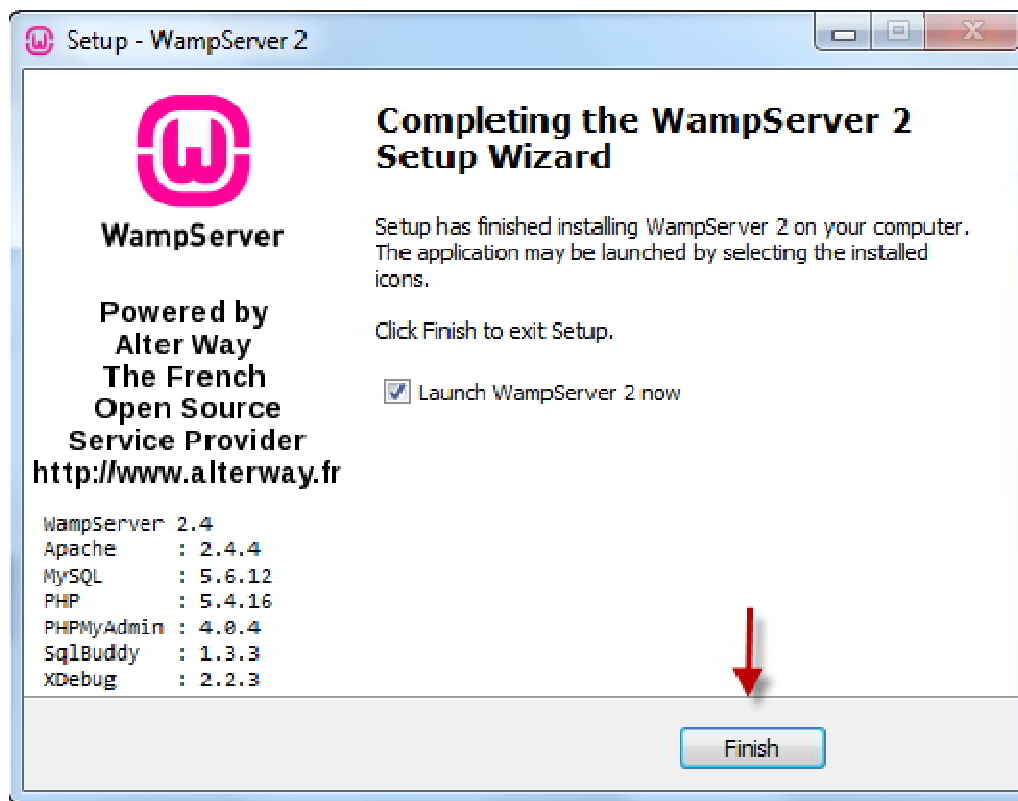 Setup - WampServer 2
WampServer
Powered by
Alter Way
The French
Open Source
Service Provider
http://www.alterway.fr
WampServer 2.4
Apache : 2.4.4
MySQL : 5.6.12
PHP : 5.4.16
PHPMyAdmin : 4.0.4
SqlBuddy : 1.3.3
XDebug : 2.2.3
Completing the WampServer 2
Setup Wizard
Setup has finished installing WampServer 2 on your computer.
The application may be launched by selecting the installed
icons.
Click Finish to exit Setup.
Launch WampServer 2 now
Finish